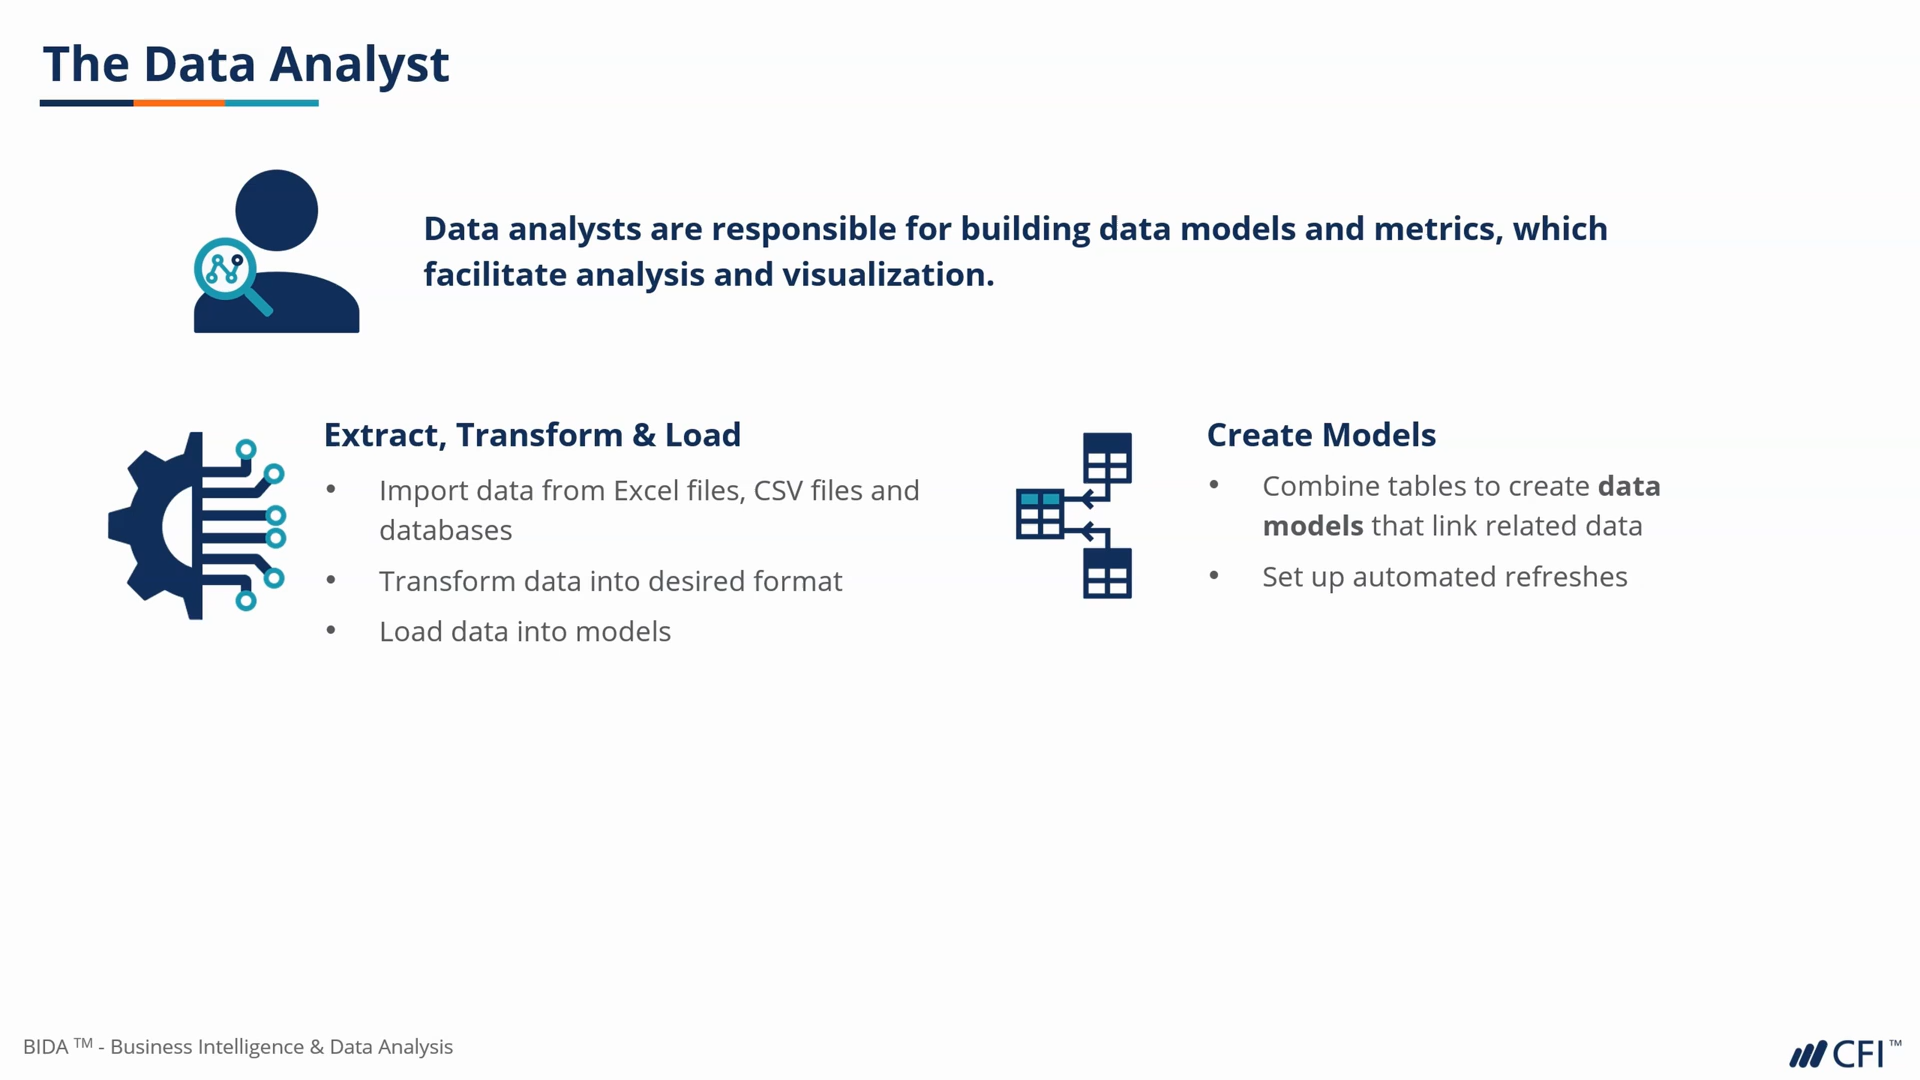 The Data Analyst
Data analysts are responsible for building data models and metrics, which
facilitate analysis and visualization.
Extract, Transform & Load
• Import data from Excel files, CSV files and
databases
• Transform data into desired format
• Load data into models
Create Models
• Combine tables to create data
models that link related data
• Set up automated refreshes
BIDA TM - Business Intelligence & Data Analysis
CFI TM